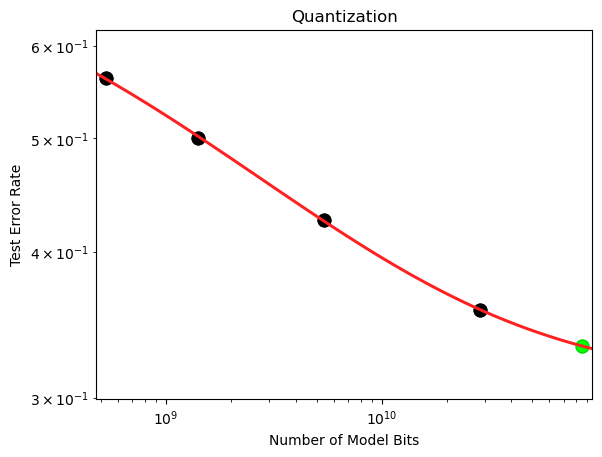 Quantization
6 × 10⁻¹
5 × 10⁻¹
4 × 10⁻¹
3 × 10⁻¹
Test Error Rate
10⁹
10¹⁰
Number of Model Bits